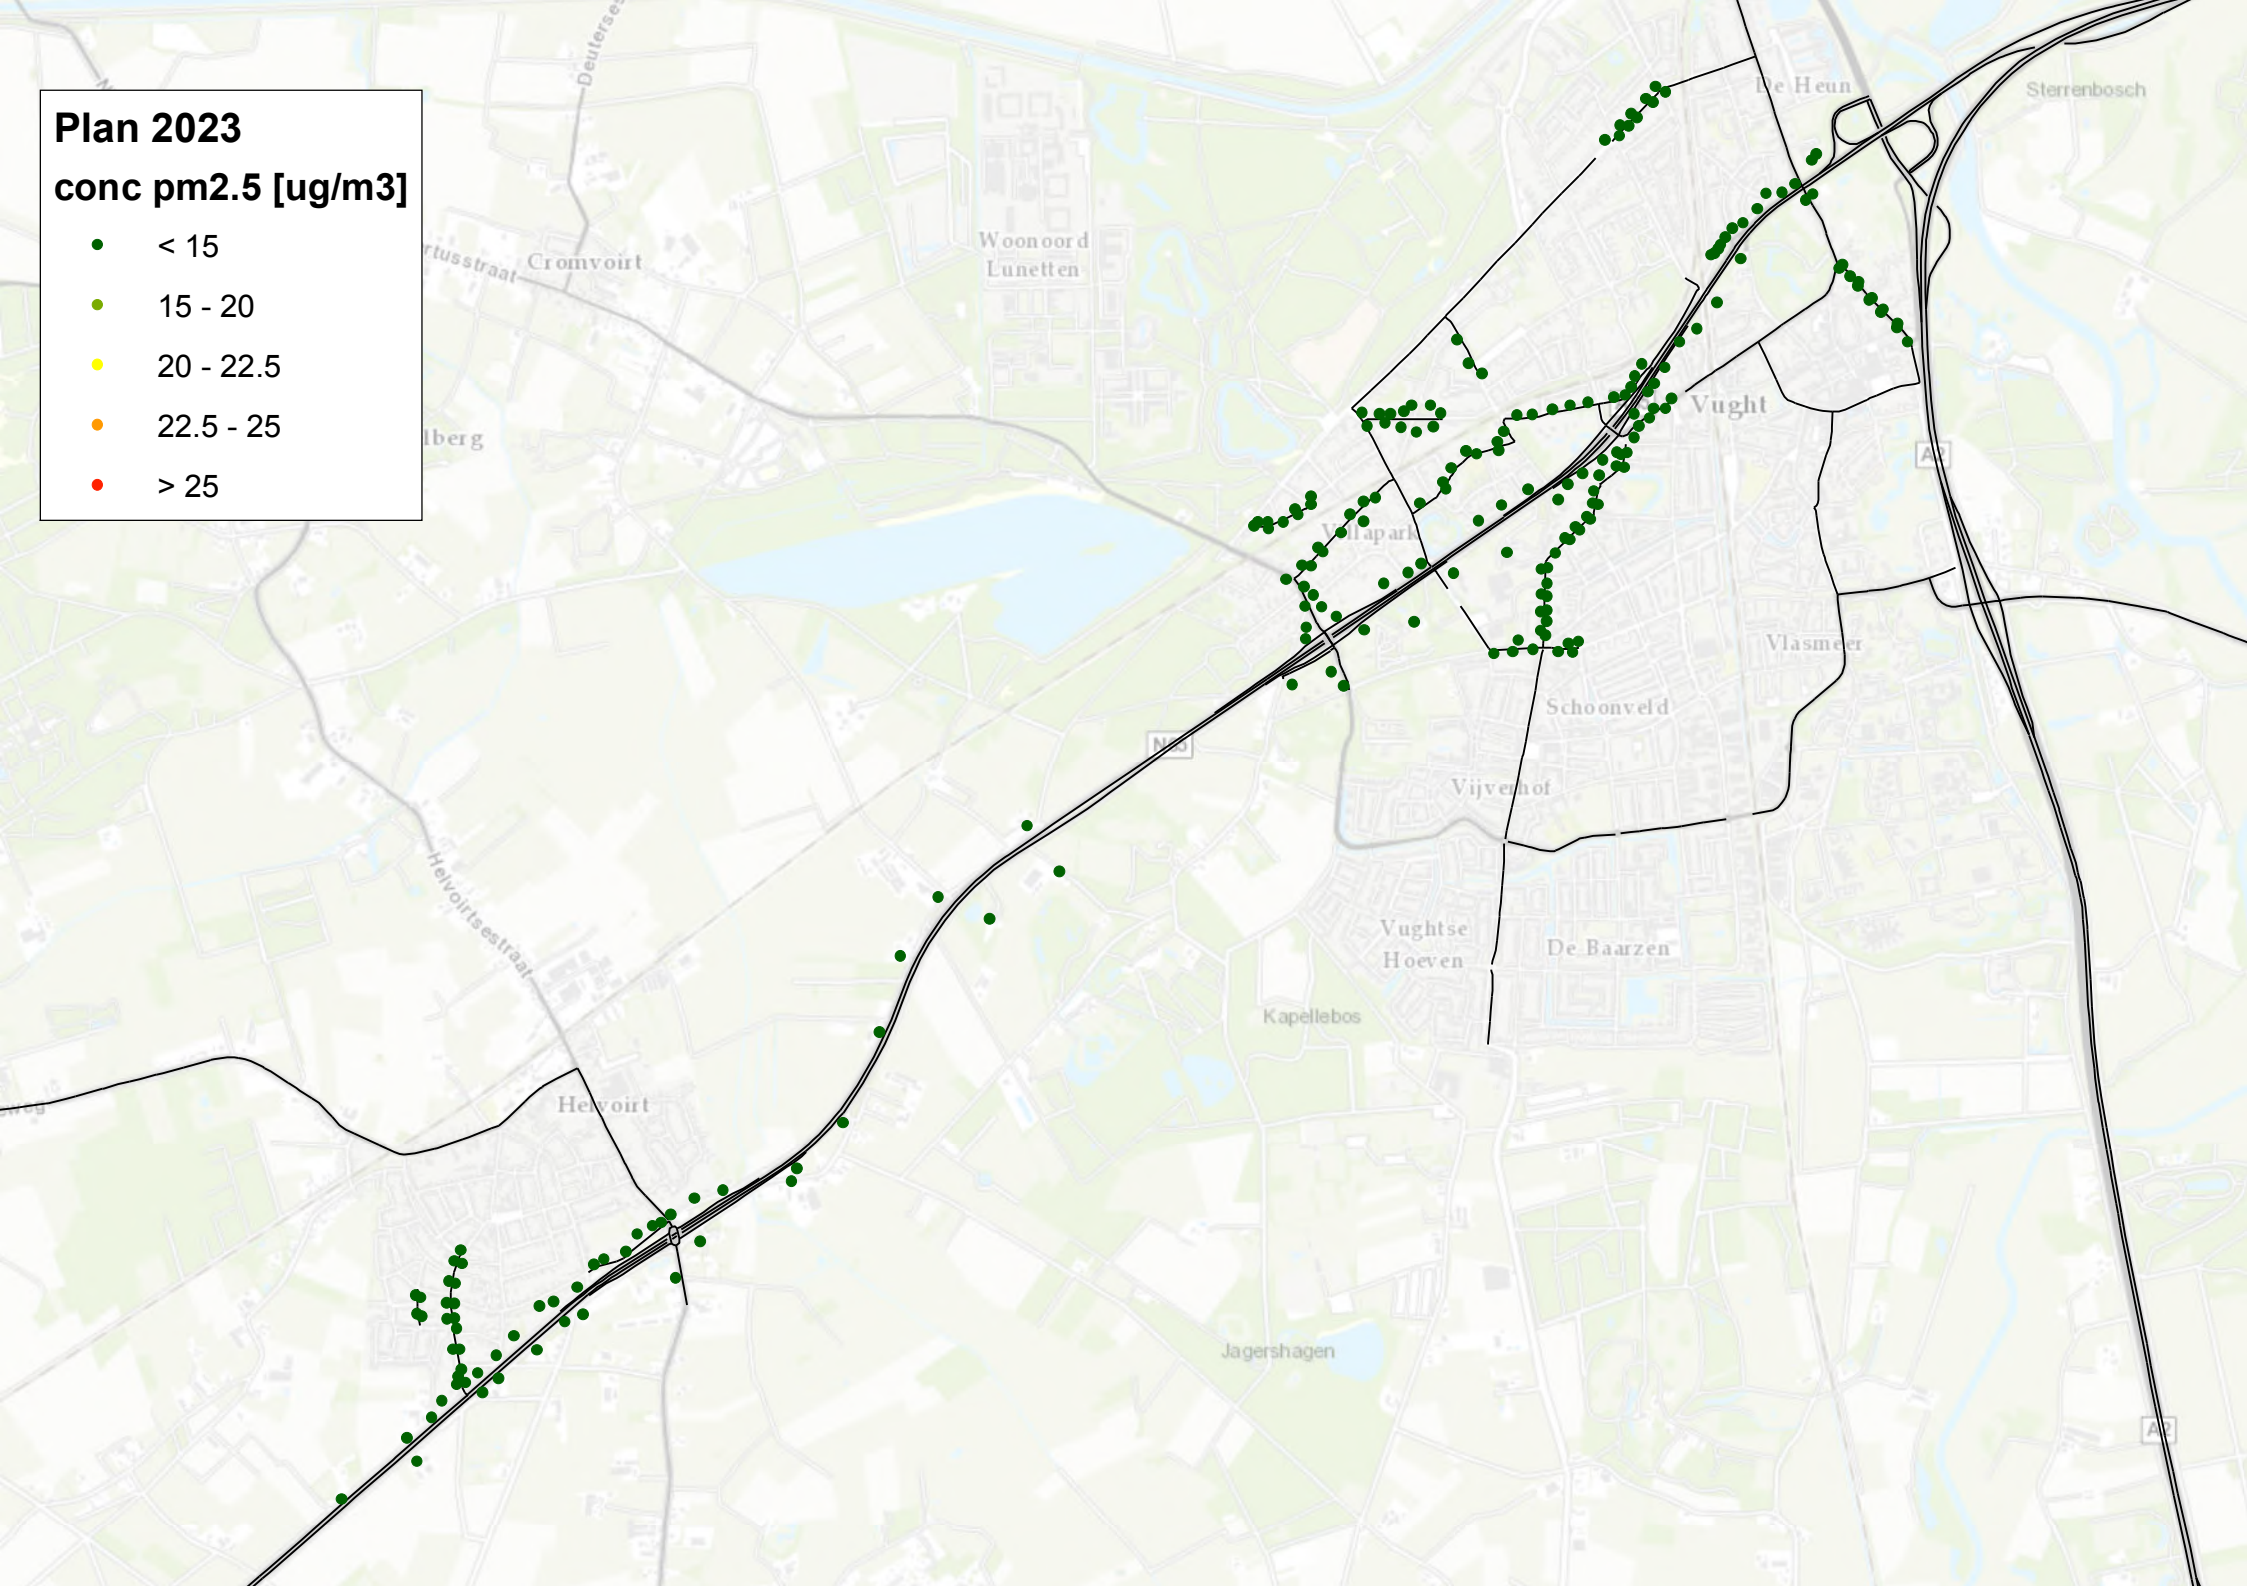 Plan 2023
conc pm2.5 [ug/m3]
< 15
15 - 20
20 - 22.5
22.5 - 25
> 25
De Heun
Sterrenbosch
Woonoord
Lunetten
Cromvoirt
Vught
A2
Vlasmeer
Schoonveld
Vijverhof
Vughtse
Hoeven
De Baarzen
Kapellebos
Helvoirtsestraat
Helvoirt
Jagershagen
A2